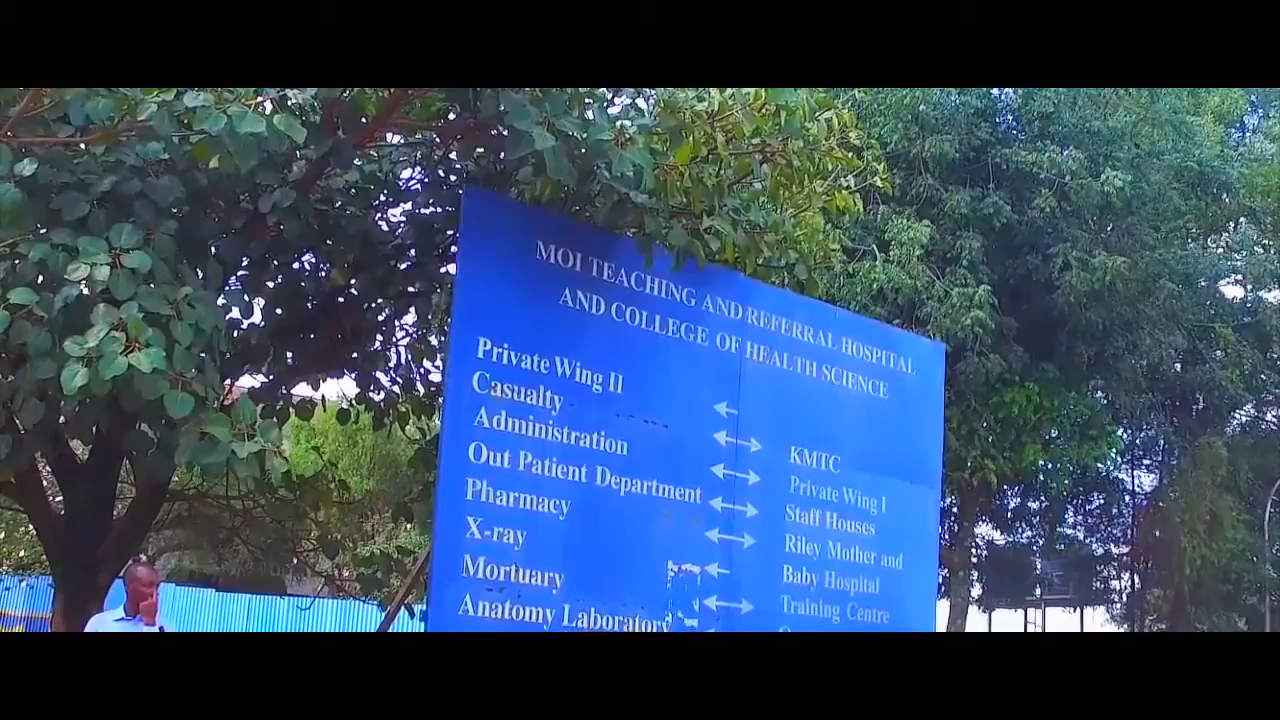 MOI TEACHING AND REFERRAL HOSPITAL
AND COLLEGE OF HEALTH SCIENCE
Private Wing II
Casualty
Administration
Out Patient Department
Pharmacy
X-ray
Mortuary
Anatomy Laboratory
KMTC
Private Wing I
Staff Houses
Riley Mother and
Baby Hospital
Training Centre